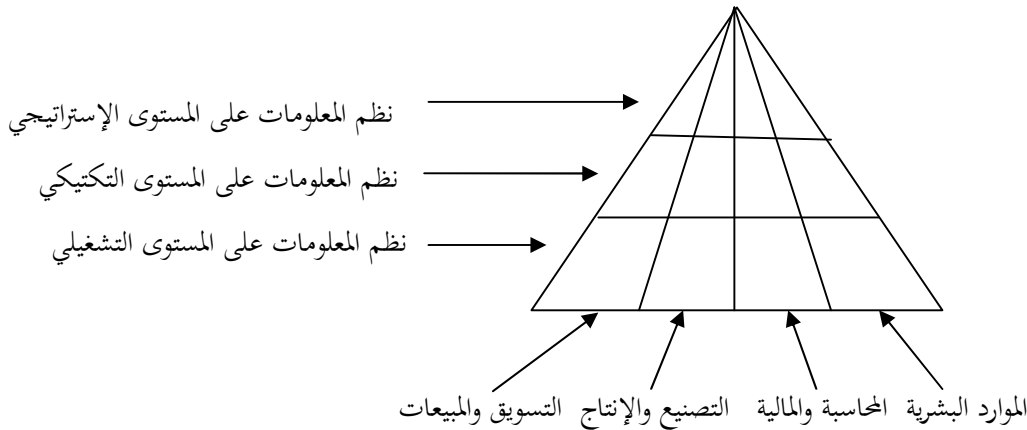 نظم المعلومات على المستوى الإستراتيجي
نظم المعلومات على المستوى التكتيكي
نظم المعلومات على المستوى التشغيلي
الموارد البشرية المحاسبة والمالية التصنيع والإنتاج التسويق والمبيعات